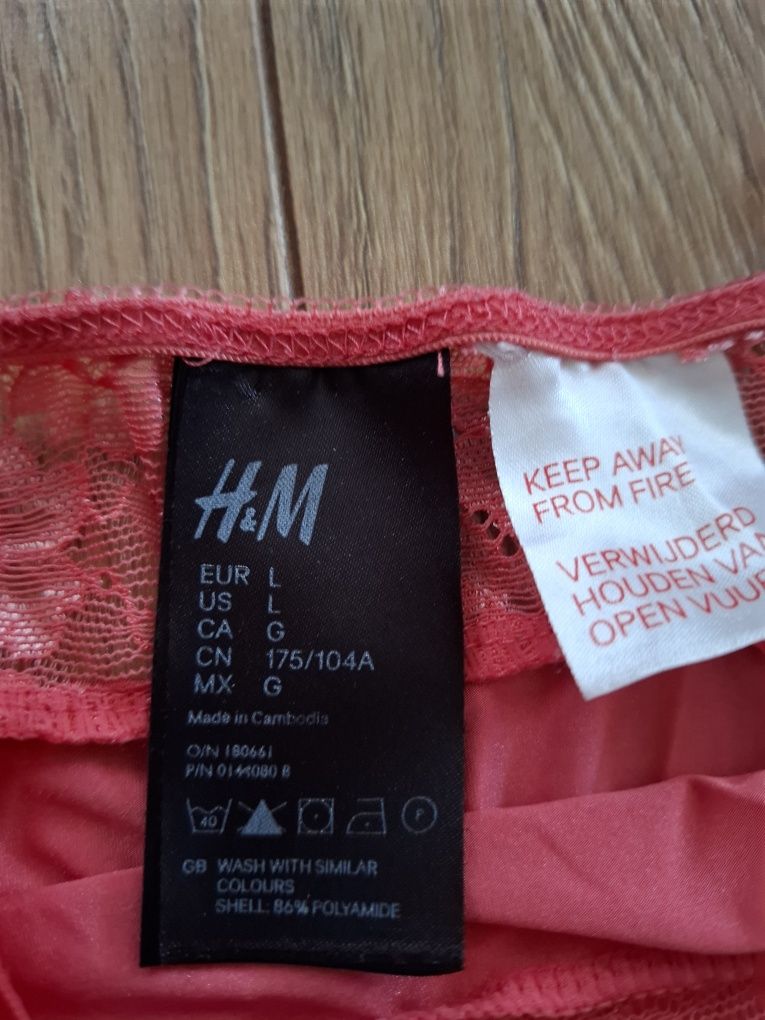 H&M
EUR L
US L
CA G
CN 175/104A
MX G
Made in Cambodia
O/N 180661
P/N 0144080 8
40
P
GB WASH WITH SIMILAR
COLOURS
SHELL: 86% POLYAMIDE
KEEP AWAY
FROM FIRE
VERWIJDERD
HOUDEN VAN
OPEN VUUR